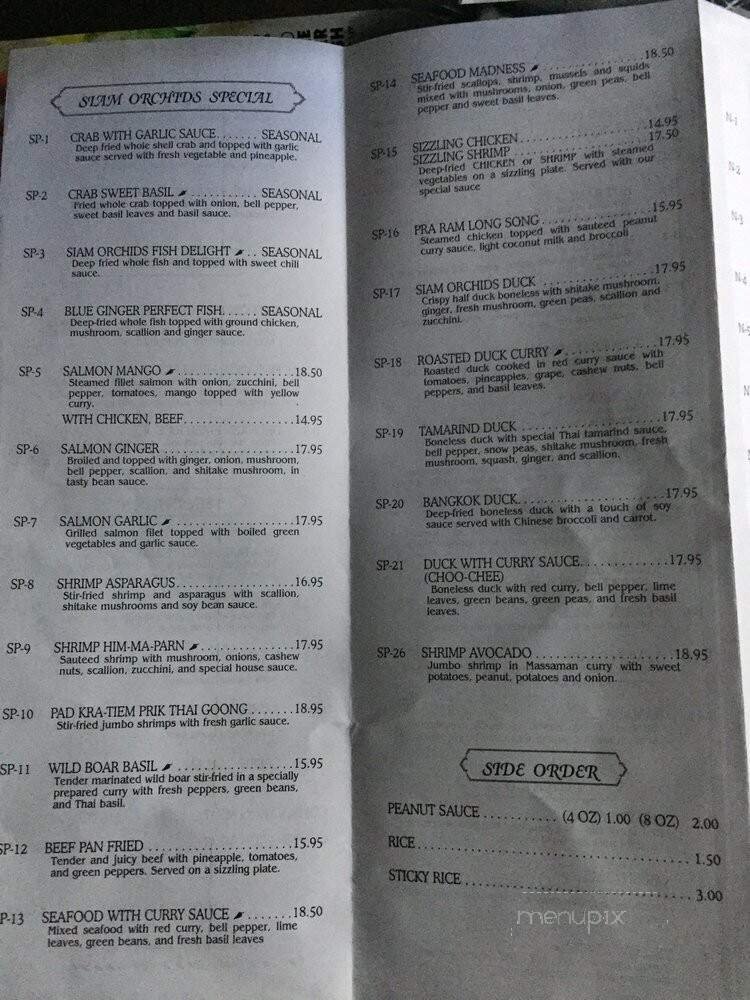 SIAM ORCHIDS SPECIAL
SP-1 CRAB WITH GARLIC SAUCE....... SEASONAL
Deep fried whole shell crab and topped with garlic
sauce served with fresh vegetable and pineapple.
SP-2 CRAB SWEET BASIL ........... SEASONAL
Fried whole crab topped with onion, bell pepper,
sweet basil leaves and basil sauce.
SP-3 SIAM ORCHIDS FISH DELIGHT .. SEASONAL
Deep fried whole fish and topped with sweet chili
sauce.
SP-4 BLUE GINGER PERFECT FISH...... SEASONAL
Deep-fried whole fish topped with ground chicken,
mushroom, scallion and ginger sauce.
SP-5 SALMON MANGO ..................18.50
Steamed fillet salmon with onion, zucchini, bell
pepper, tomatoes, mango topped with yellow
curry.
WITH CHICKEN, BEEF.................14.95
SP-6 SALMON GINGER ..................17.95
Broiled and topped with ginger, onion, mushroom,
bell pepper, scallion, and shitake mushroom, in
tasty bean sauce.
SP-7 SALMON GARLIC ..................17.95
Grilled salmon filet topped with boiled green
vegetables and garlic sauce.
SP-8 SHRIMP ASPARAGUS..................16.95
Stir-fried shrimp and asparagus with scallion,
shitake mushrooms and soy bean sauce.
SP-9 SHRIMP HIM-MA-PARN ..............17.95
Sauteed shrimp with mushroom, onions, cashew
nuts, scallion, zucchini, and special house sauce.
SP-10 PAD KRA-TIEM PRIK THAI GOONG .......18.95
Stir-fried jumbo shrimps with fresh garlic sauce.
SP-11 WILD BOAR BASIL ..................15.95
Tender marinated wild boar stir-fried in a specially
prepared curry with fresh peppers, green beans,
and Thai basil.
SP-12 BEEF PAN FRIED ......................15.95
Tender and juicy beef with pineapple, tomatoes,
and green peppers. Served on a sizzling plate.
P-13 SEAFOOD WITH CURRY SAUCE .......18.50
Mixed seafood with red curry, bell pepper, lime
leaves, green beans, and fresh basil leaves
SP-14 SEAFOOD MADNESS ...............18.50
Stir-fried scallops, shrimp, mussels and squids
mixed with mushrooms, onion, green peas, bell
pepper and sweet basil leaves.
SP-15 SIZZLING CHICKEN...................14.95
SIZZLING SHRIMP ....................17.50
Deep-fried CHICKEN or SHRIMP with steamed
vegetables on a sizzling plate. Served with our
special sauce
SP-16 PRA RAM LONG SONG ................15.95
Steamed chicken topped with sauteed peanut
curry sauce, light coconut milk and broccoli
SP-17 SIAM ORCHIDS DUCK .................17.95
Crispy half duck boneless with shitake mushroom,
ginger, fresh mushroom, green peas, scallion and
zucchini.
SP-18 ROASTED DUCK CURRY ..............17.95
Roasted duck cooked in red curry sauce with
tomatoes, pineapples, grape, cashew nuts, bell
peppers, and basil leaves.
SP-19 TAMARIND DUCK .....................17.95
Boneless duck with special Thai tamarind sauce,
bell pepper, snow peas, shitake mushroom, fresh
mushroom, squash, ginger, and scallion.
SP-20 BANGKOK DUCK......................17.95
Deep-fried boneless duck with a touch of soy
sauce served with Chinese broccoli and carrot.
SP-21 DUCK WITH CURRY SAUCE.............17.95
(CHOO-CHEE)
Boneless duck with red curry, bell pepper, lime
leaves, green beans, green peas, and fresh basil
leaves.
SP-26 SHRIMP AVOCADO ....................18.95
Jumbo shrimp in Massaman curry with sweet
potatoes, peanut, potatoes and onion.
SIDE ORDER
PEANUT SAUCE ........... (4 OZ) 1.00 (8 OZ) 2.00
RICE.......................................1.50
STICKY RICE................................3.00
menupix
N-1
N-2
N-3
N-4
N-5